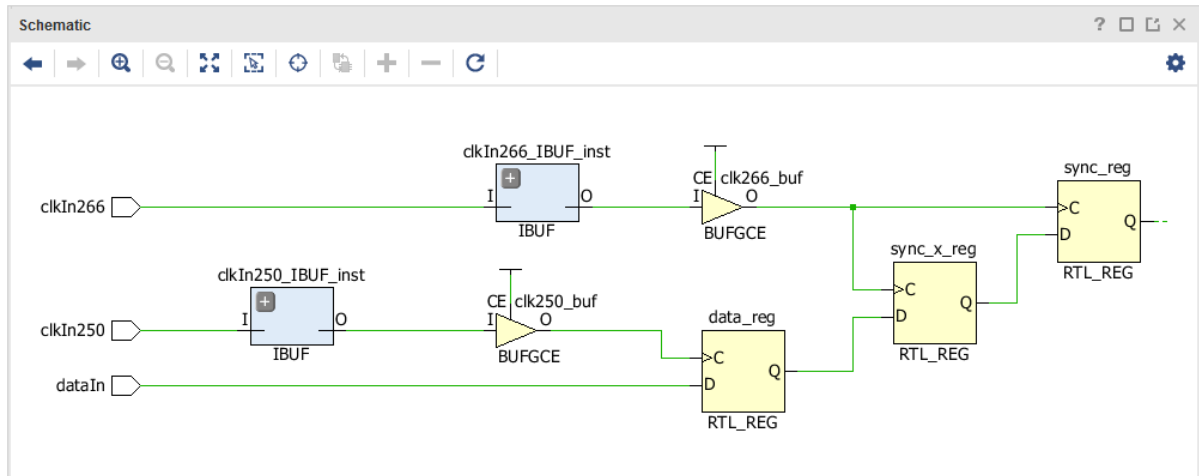 Schematic
clkIn266_IBUF_inst
sync_reg
CE clk266_buf
clkIn266
I
O
I
O
C
Q
IBUF
BUFGCE
D
sync_x_reg
RTL_REG
clkIn250_IBUF_inst
CE clk250_buf
C
Q
data_reg
D
clkIn250
I
O
I
O
IBUF
BUFGCE
C
RTL_REG
Q
dataIn
D
RTL_REG